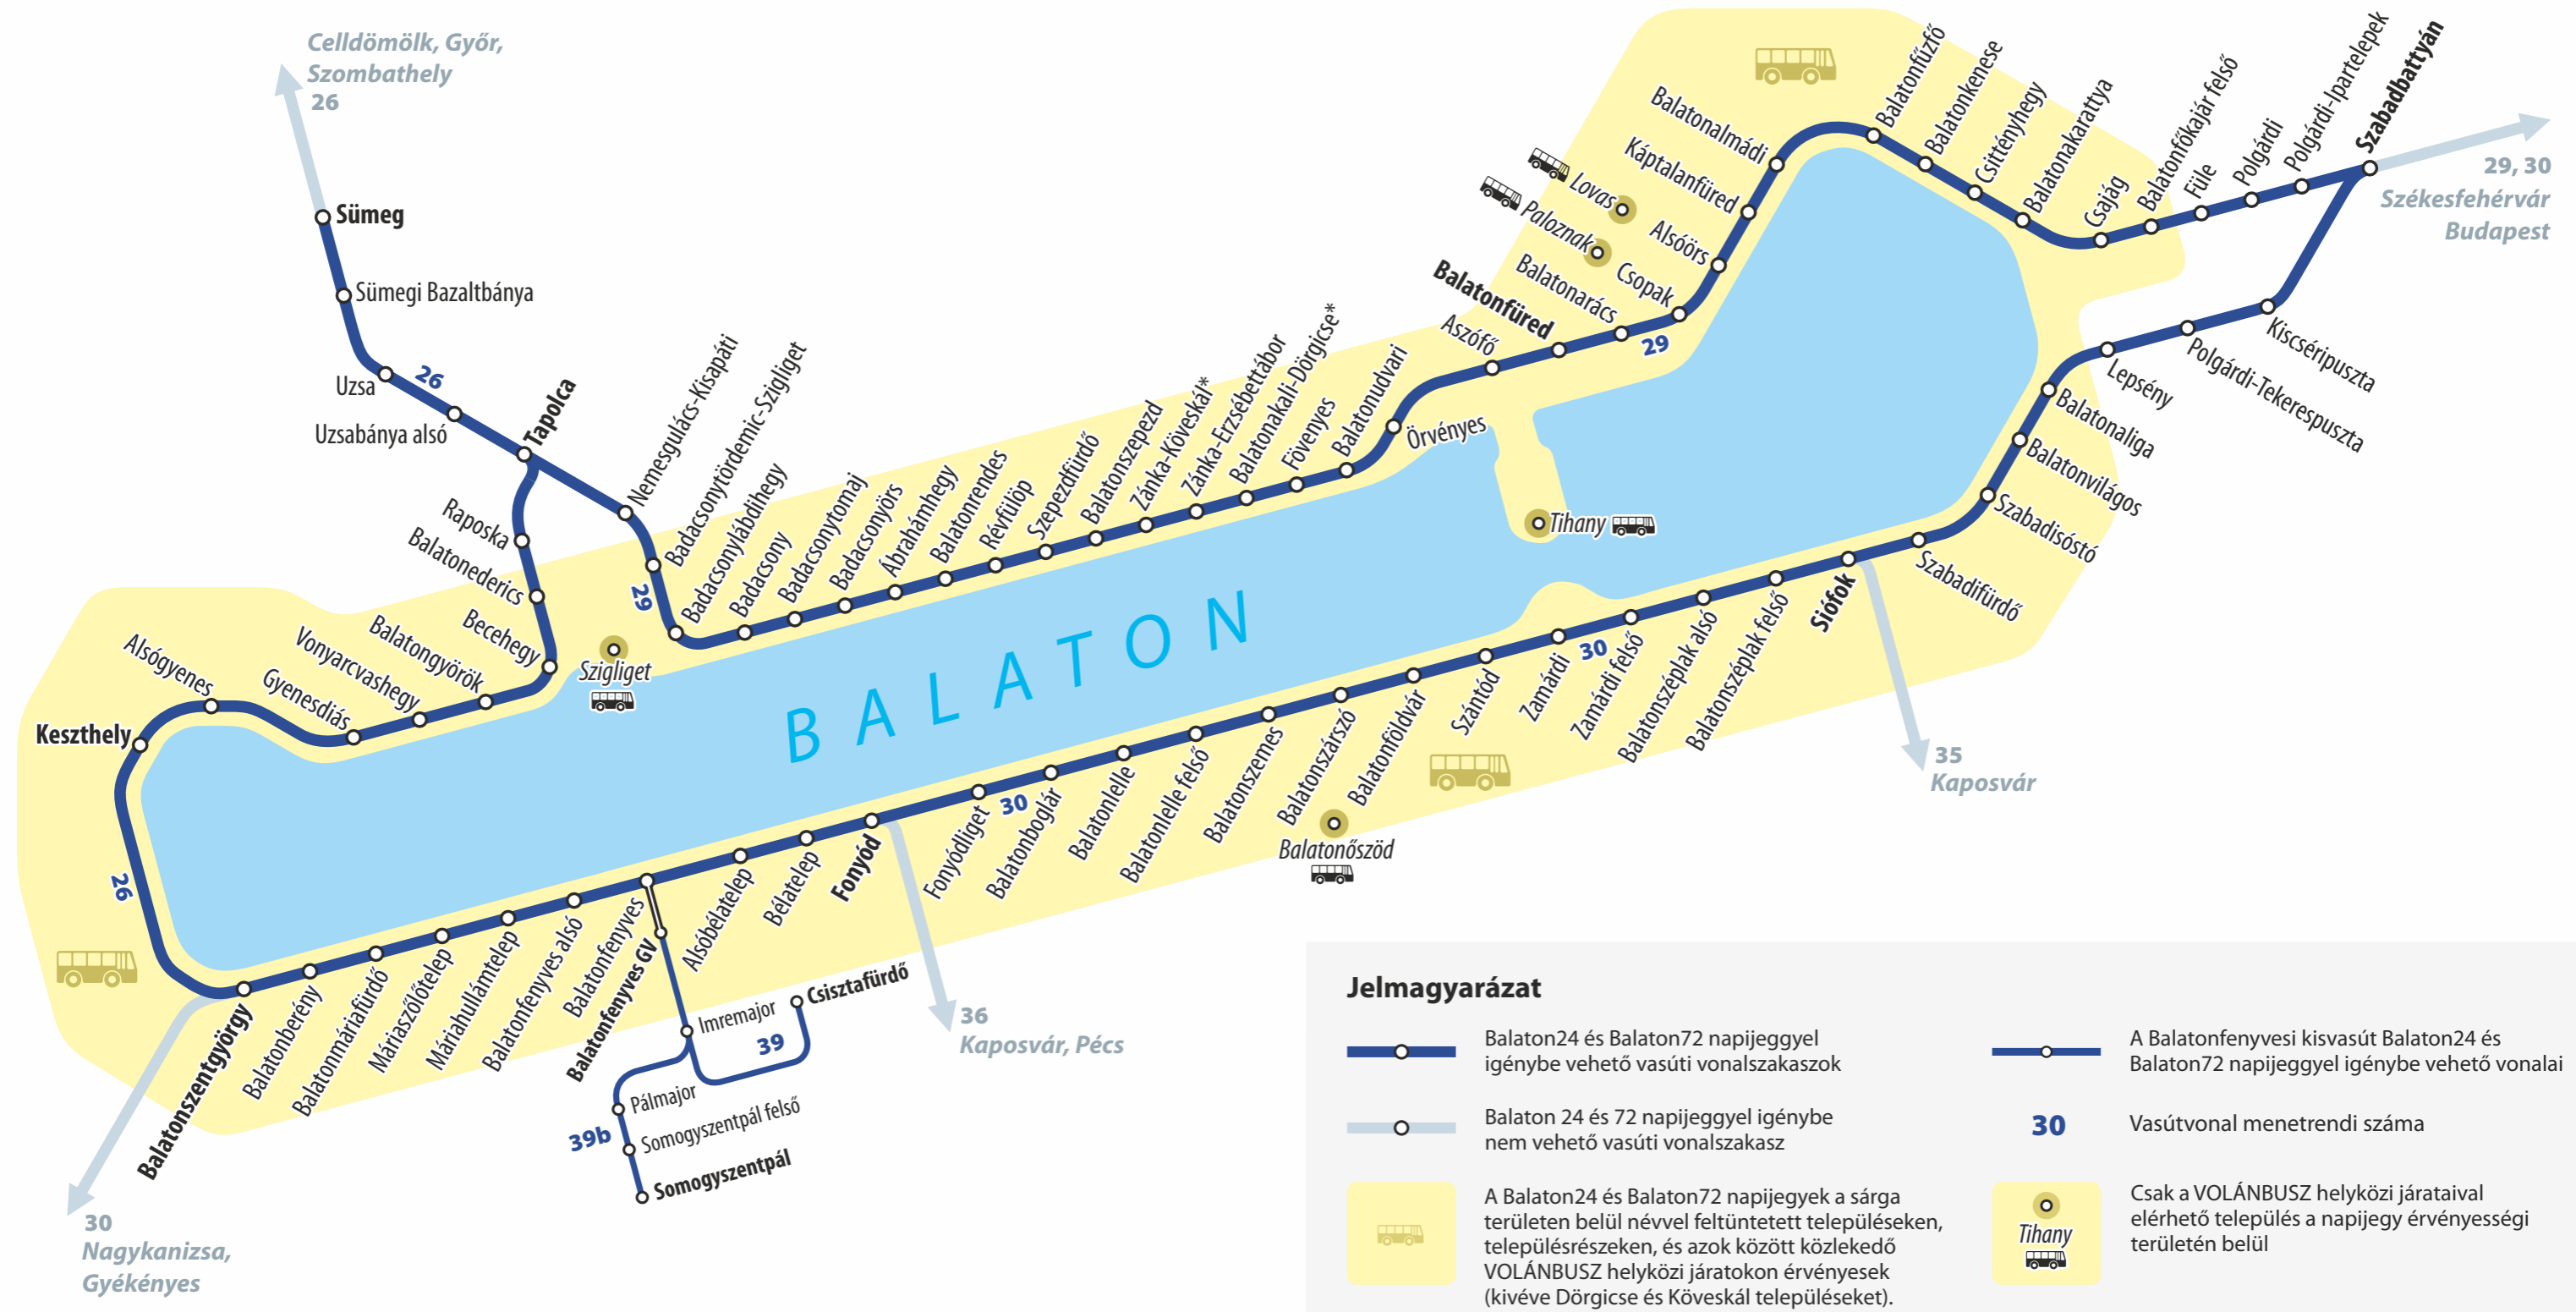 Celldömölk, Győr,
Szombathely
26
Sümeg
Sümegi Bazaltbánya
Uzsa
26
Uzsabánya alsó
Tapolca
Raposka
Balatonederics
Becehegy
Balatongyörök
Vonyarcvashegy
Gyenesdiás
Alsógyenes
Keszthely
26
Szigliget
Nemesgulács-Kisapáti
Badacsonytördemic-Szigliget
29
Badacsonylábdihegy
Badacsony
Badacsonytomaj
Badacsonyörs
Ábrahámhegy
Balatonrendes
Révfülöp
Szepezdfürdő
Balatonszepezd
Zánka-Köveskál*
Zánka-Erzsébettábor
Balatonakali-Dörgicse*
Fövenyes
Balatonudvari
Örvényes
Aszófő
Balatonfüred
Balatonarács
29
Csopak
Paloznak
Lovas
Alsóörs
Káptalanfüred
Balatonalmádi
Balatonfűzfő
Balatonkenese
Csittényhegy
Balatonakarattya
Csajág
Balatonfőkajár felső
Füle
Polgárdi
Polgárdi-Ipartelepek
Szabadbattyán
29, 30
Székesfehérvár
Budapest
Kiscséripuszta
Polgárdi-Tekerespuszta
Lepsény
Balatonaliga
Balatonvilágos
Szabadisóstó
Szabadifürdő
Siófok
35
Kaposvár
Tihany
BALATON
Balatonszéplak felső
Balatonszéplak alsó
Zamárdi felső
30
Zamárdi
Szántód
Balatonföldvár
Balatonőszöd
Balatonszárszó
Balatonszemes
Balatonlelle felső
Balatonlelle
Balatonboglár
30
Fonyódliget
Fonyód
36
Kaposvár, Pécs
Bélatelep
Alsóbélatelep
Balatonfenyves
Balatonfenyves GV
Imremajor
39
Csisztafürdő
Pálmajor
39b
Somogyszentpál felső
Somogyszentpál
Balatonfenyves alsó
Máriahullámtelep
Máriaszőlőtelep
Balatonmáriafürdő
Balatonberény
Balatonszentgyörgy
30
Nagykanizsa,
Gyékényes
Jelmagyarázat
Balaton24 és Balaton72 napijeggyel
igénybe vehető vasúti vonalszakaszok
Balaton 24 és 72 napijeggyel igénybe
nem vehető vasúti vonalszakasz
A Balaton24 és Balaton72 napijegyek a sárga
területen belül névvel feltüntetett településeken,
településrészeken, és azok között közlekedő
VOLÁNBUSZ helyközi járatokon érvényesek
(kivéve Dörgicse és Köveskál településeket).
A Balatonfenyvesi kisvasút Balaton24 és
Balaton72 napijeggyel igénybe vehető vonalai
30
Vasútvonal menetrendi száma
Tihany
Csak a VOLÁNBUSZ helyközi járataival
elérhető település a napijegy érvényességi
területén belül